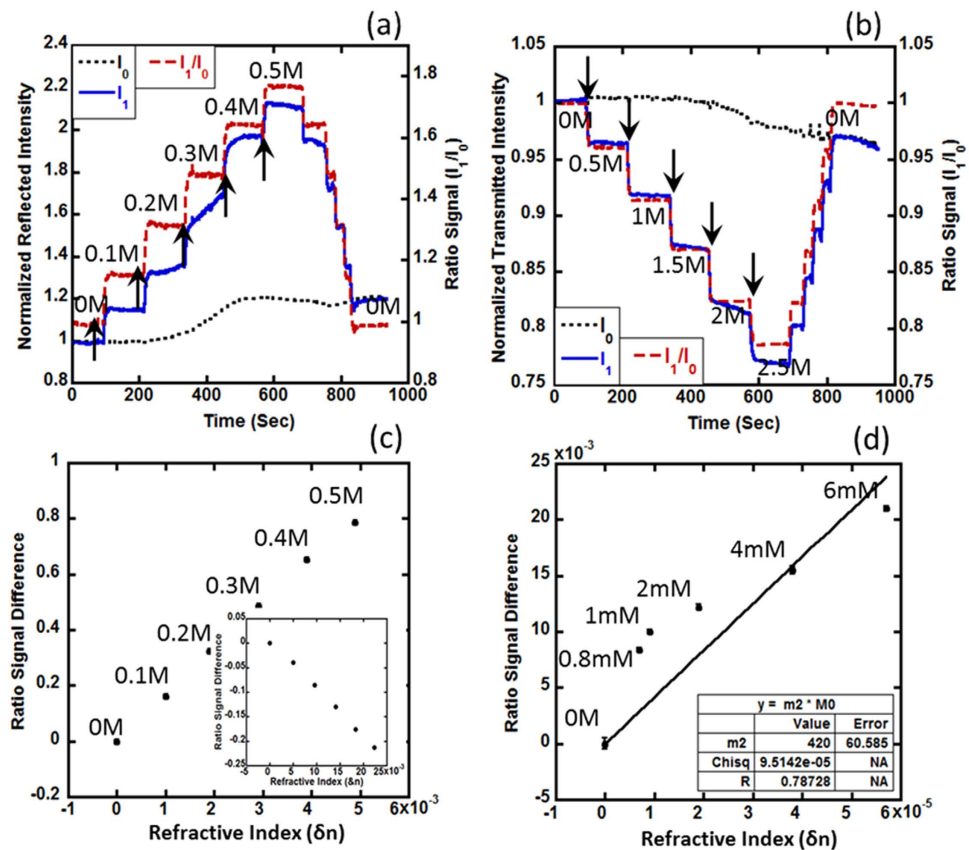 (a)
2.4
2.2
2.0
1.8
1.6
1.4
1.2
1.0
0.8
Normalized Reflected Intensity
I0
I1/I0
I1
0M
0.1M
0.2M
0.3M
0.4M
0.5M
0M
1.8
1.6
1.4
1.2
1.0
0.8
Ratio Signal (I1/I0)
0 200 400 600 800 1000
Time (Sec)
(b)
1.05
1
0.95
0.9
0.85
0.8
0.75
Normalized Transmitted Intensity
0M
0.5M
1M
1.5M
2M
2.5M
0M
I0
I1
I1/I0
1.05
1
0.95
0.9
0.85
0.8
0.75
Ratio Signal (I1/I0)
0 200 400 600 800 1000
Time (Sec)
(c)
1
0.8
0.6
0.4
0.2
0
-0.2
Ratio Signal Difference
0M
0.1M
0.2M
0.3M
0.4M
0.5M
0.05
0
-0.05
-0.1
-0.15
-0.2
-0.25
Ratio Signal Difference
-5 0 5 10 15 20 25×10-3
Refractive Index (δn)
-1 0 1 2 3 4 5 6×10-3
Refractive Index (δn)
(d)
25×10-3
20
15
10
5
0
-5
Ratio Signal Difference
0M
0.8mM
1mM
2mM
4mM
6mM
y = m2 * M0
Value Error
m2 420 60.585
Chisq 9.5142e-05 NA
R 0.78728 NA
-1 0 1 2 3 4 5 6×10-5
Refractive Index (δn)